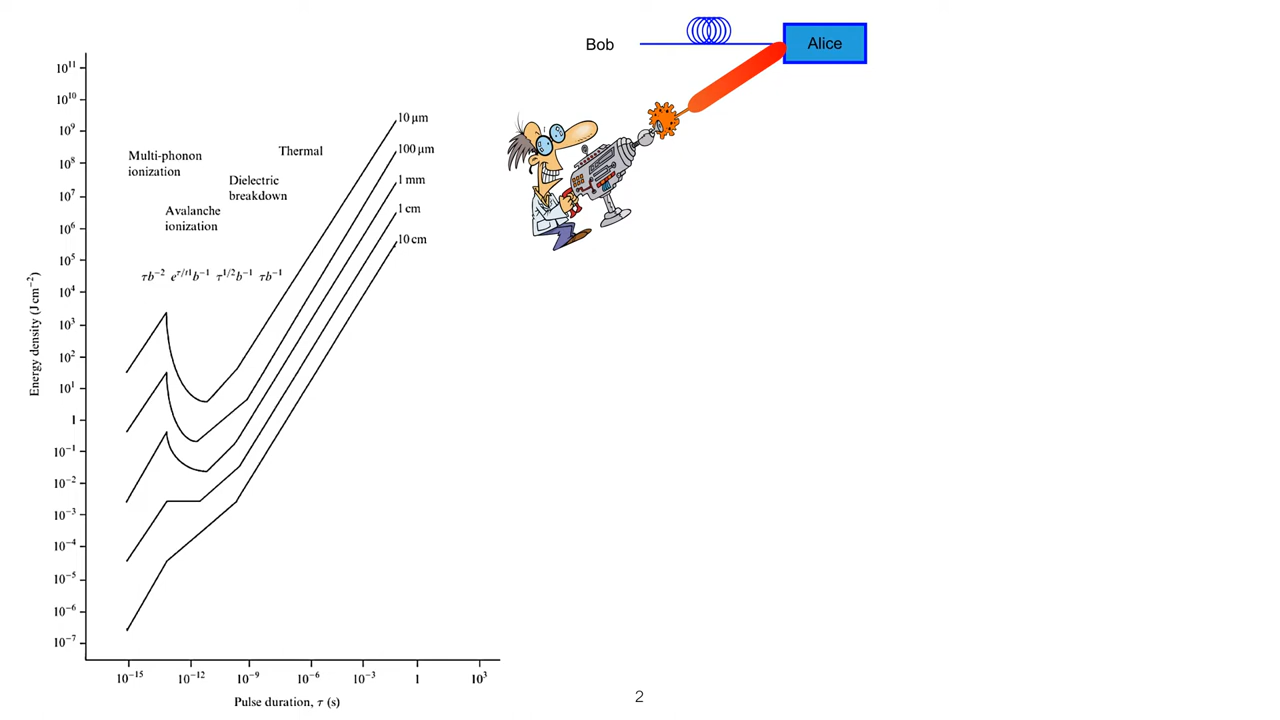 Bob
Alice
10¹¹
10¹⁰
10⁹
10⁸
10⁷
10⁶
10⁵
10⁴
10³
10²
10¹
1
10⁻¹
10⁻²
10⁻³
10⁻⁴
10⁻⁵
10⁻⁶
10⁻⁷
Energy density (J cm⁻²)
Multi-phonon
ionization
Avalanche
ionization
Dielectric
breakdown
Thermal
τb⁻² e^τ/τ1 b⁻¹ τ^1/2 b⁻¹ τb⁻¹
10 μm
100 μm
1 mm
1 cm
10 cm
10⁻¹⁵ 10⁻¹² 10⁻⁹ 10⁻⁶ 10⁻³ 1 10³
Pulse duration, τ (s)
2